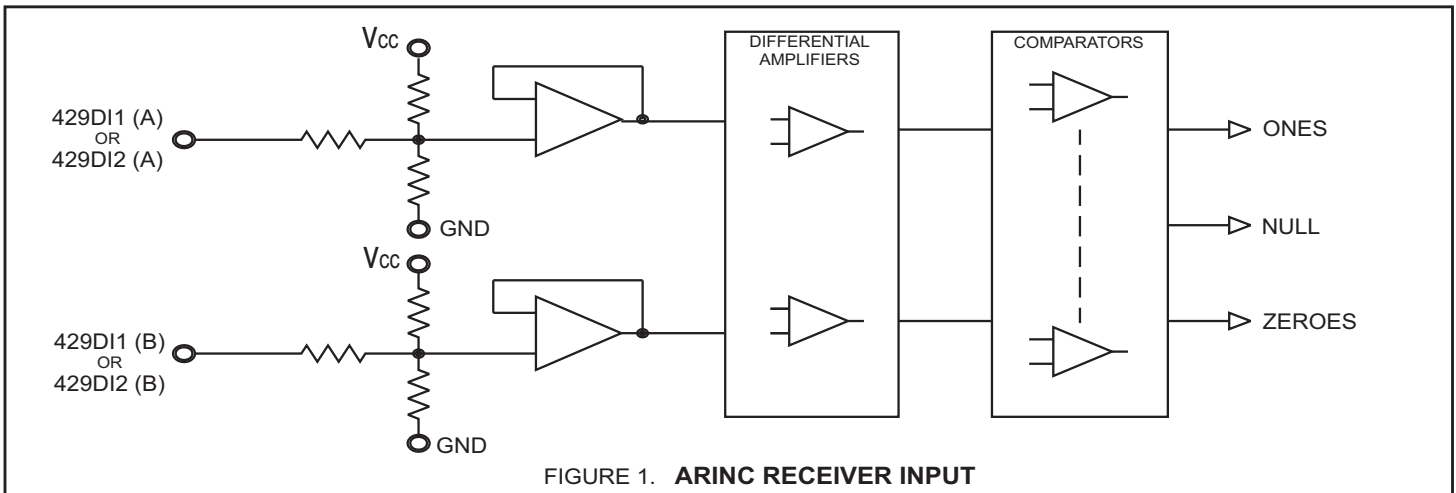 VCC
429DI1 (A)
OR
429DI2 (A)
GND
VCC
429DI1 (B)
OR
429DI2 (B)
GND
DIFFERENTIAL
AMPLIFIERS
COMPARATORS
ONES
NULL
ZEROES
FIGURE 1. ARINC RECEIVER INPUT